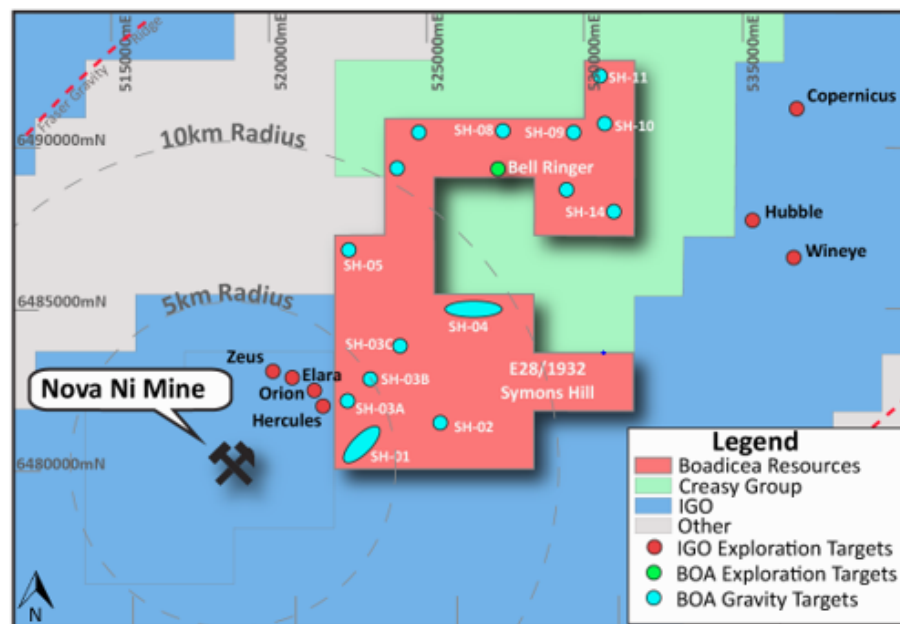 515000mE
520000mE
525000mE
530000mE
535000mE
Fraser Gravity Ridge
SH-11
Copernicus
10km Radius
SH-08
SH-09
SH-10
6490000mN
Bell Ringer
SH-14
Hubble
SH-05
Wineye
5km Radius
6485000mN
SH-04
SH-03C
Zeus
E28/1932
Symons Hill
Elara
SH-03B
Nova Ni Mine
Orion
SH-03A
Hercules
SH-02
SH-01
6480000mN
Legend
Boadicea Resources
Creasy Group
IGO
Other
IGO Exploration Targets
BOA Exploration Targets
BOA Gravity Targets
N